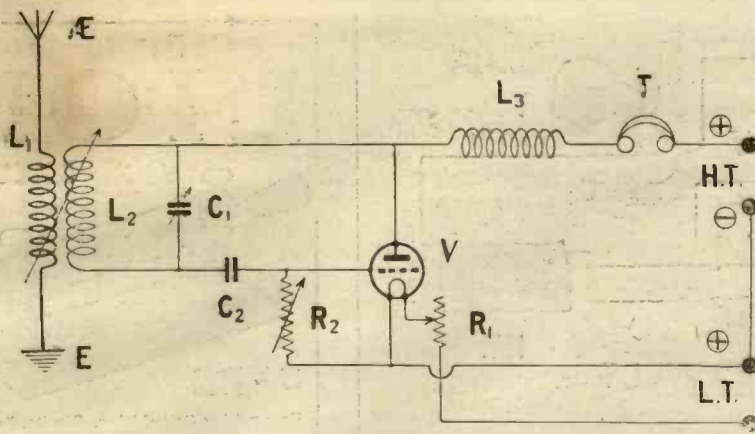 Æ
L₁
L₂
C₁
C₂
R₂
E
L₃
T
V
R₁
⊕
H.T.
⊖
⊕
L.T.